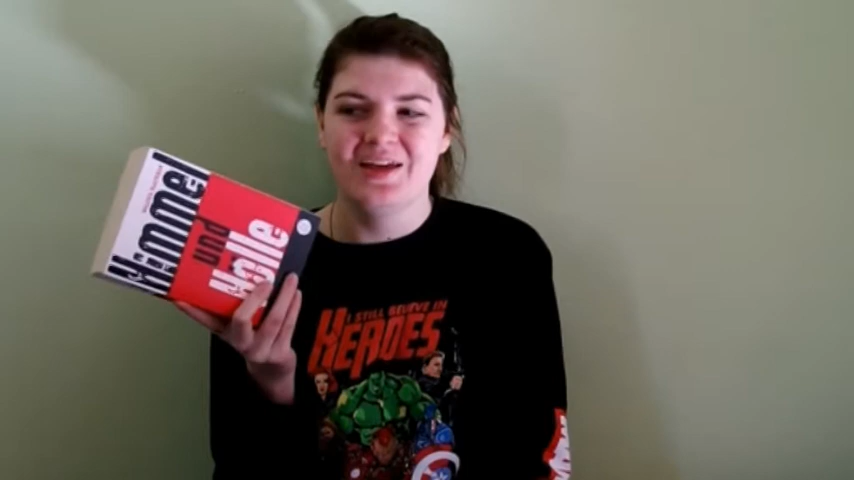 Himmel
und
Hölle
I STILL BELIEVE IN
HEROES